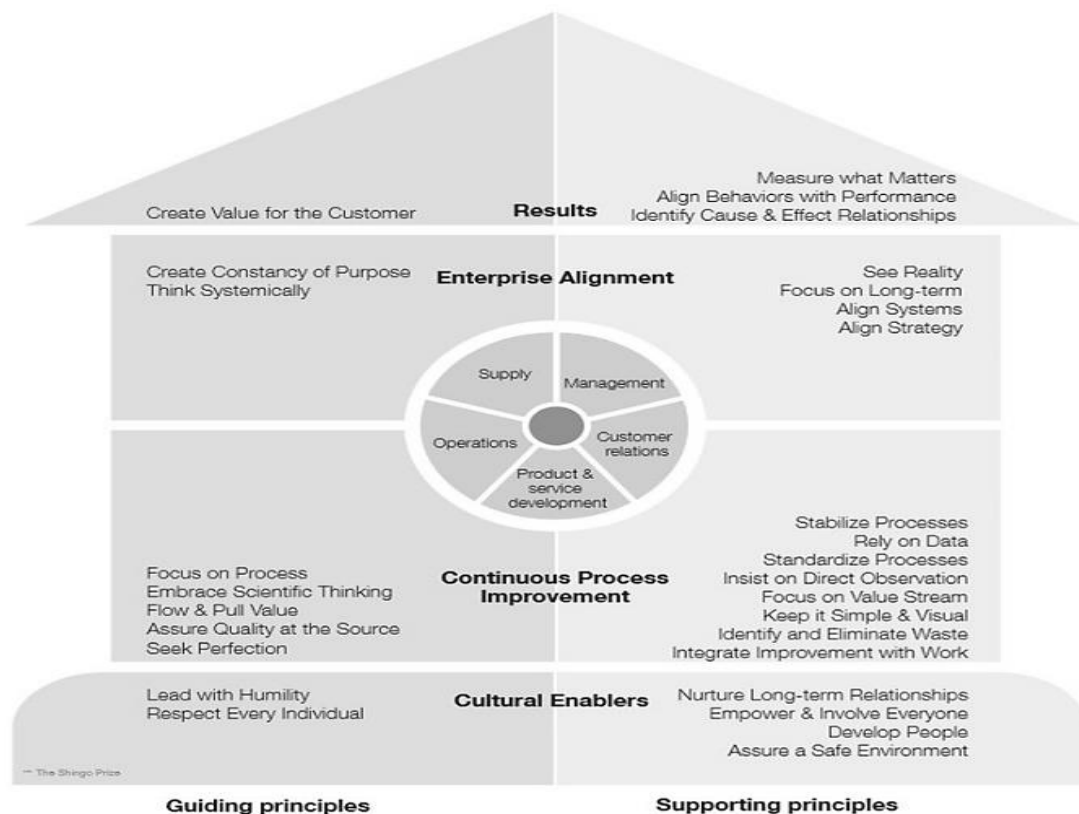 Create Value for the Customer
Results
Measure what Matters
Align Behaviors with Performance
Identify Cause & Effect Relationships
Create Constancy of Purpose
Think Systemically
Enterprise Alignment
See Reality
Focus on Long-term
Align Systems
Align Strategy
Supply
Management
Operations
Customer
relations
Product &
service
development
Focus on Process
Embrace Scientific Thinking
Flow & Pull Value
Assure Quality at the Source
Seek Perfection
Continuous Process
Improvement
Stabilize Processes
Rely on Data
Standardize Processes
Insist on Direct Observation
Focus on Value Stream
Keep it Simple & Visual
Identify and Eliminate Waste
Integrate Improvement with Work
Lead with Humility
Respect Every Individual
Cultural Enablers
Nurture Long-term Relationships
Empower & Involve Everyone
Develop People
Assure a Safe Environment
— The Shingo Prize
Guiding principles
Supporting principles